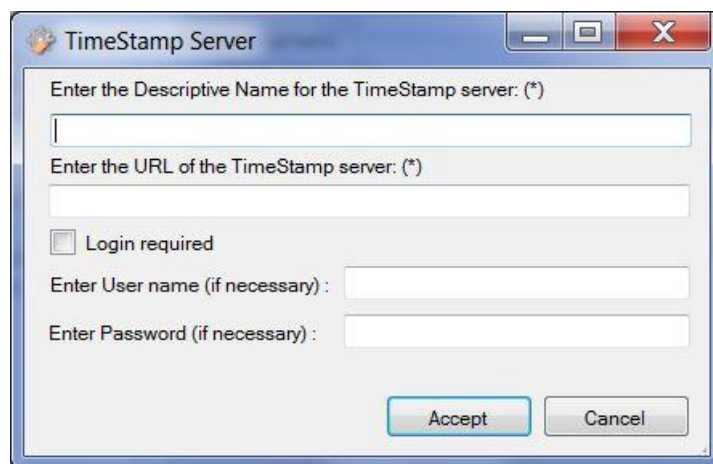 TimeStamp Server
Enter the Descriptive Name for the TimeStamp server: (*)
Enter the URL of the TimeStamp server: (*)
Login required
Enter User name (if necessary) :
Enter Password (if necessary) :
Accept Cancel